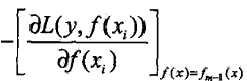 -[∂L(y, f(x_i))/∂f(x_i)]_{f(x)=f_{m-1}(x)}